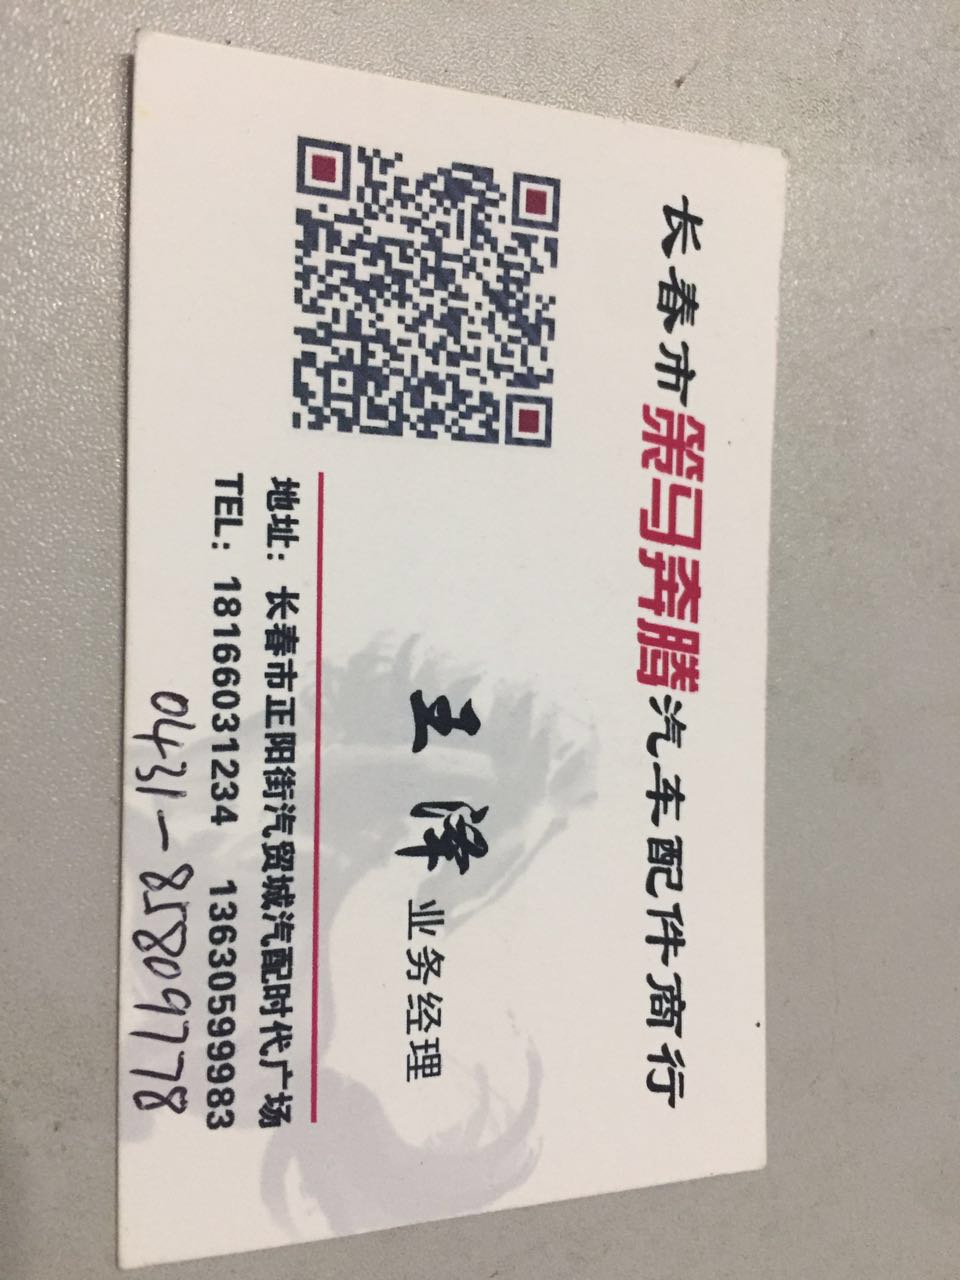 长春市策马奔腾汽车配件商行
王泽 业务经理
地址：长春市正阳街汽贸城汽配时代广场
TEL：18166031234 13630599983
0431-85809778